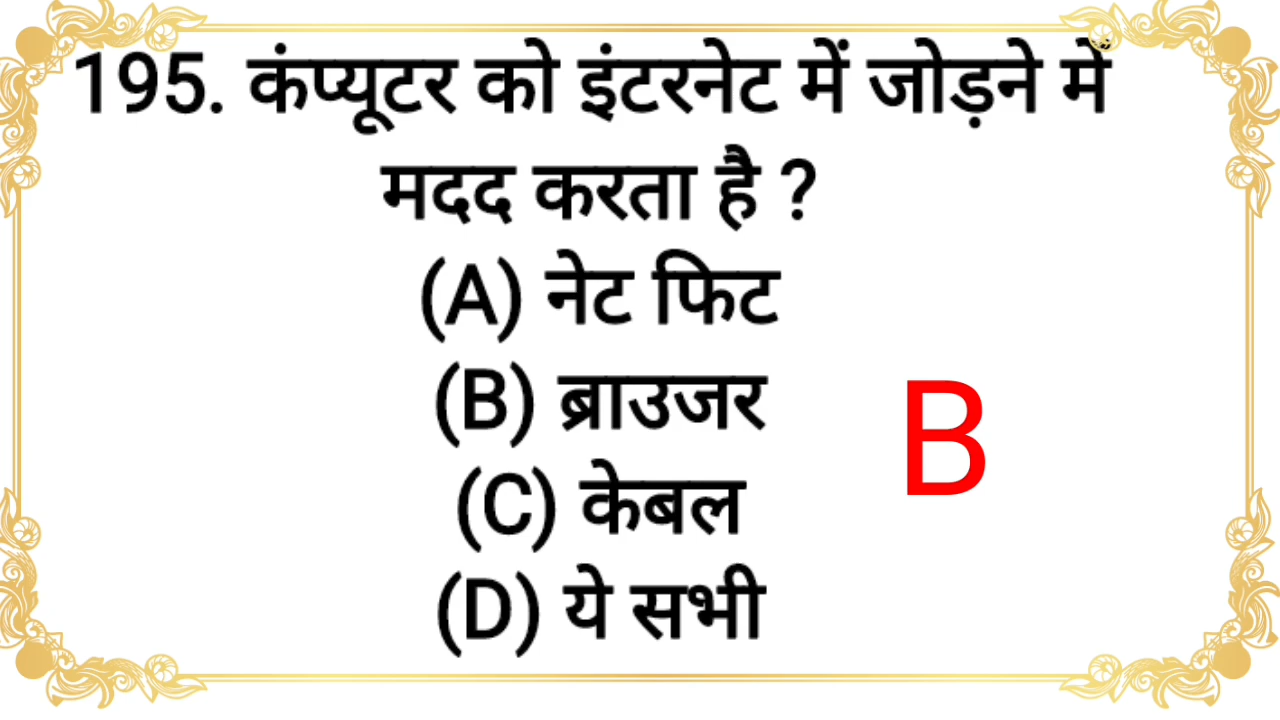 195. कंप्यूटर को इंटरनेट में जोड़ने में
मदद करता है ?
(A) नेट फिट
(B) ब्राउजर
B
(C) केबल
(D) ये सभी